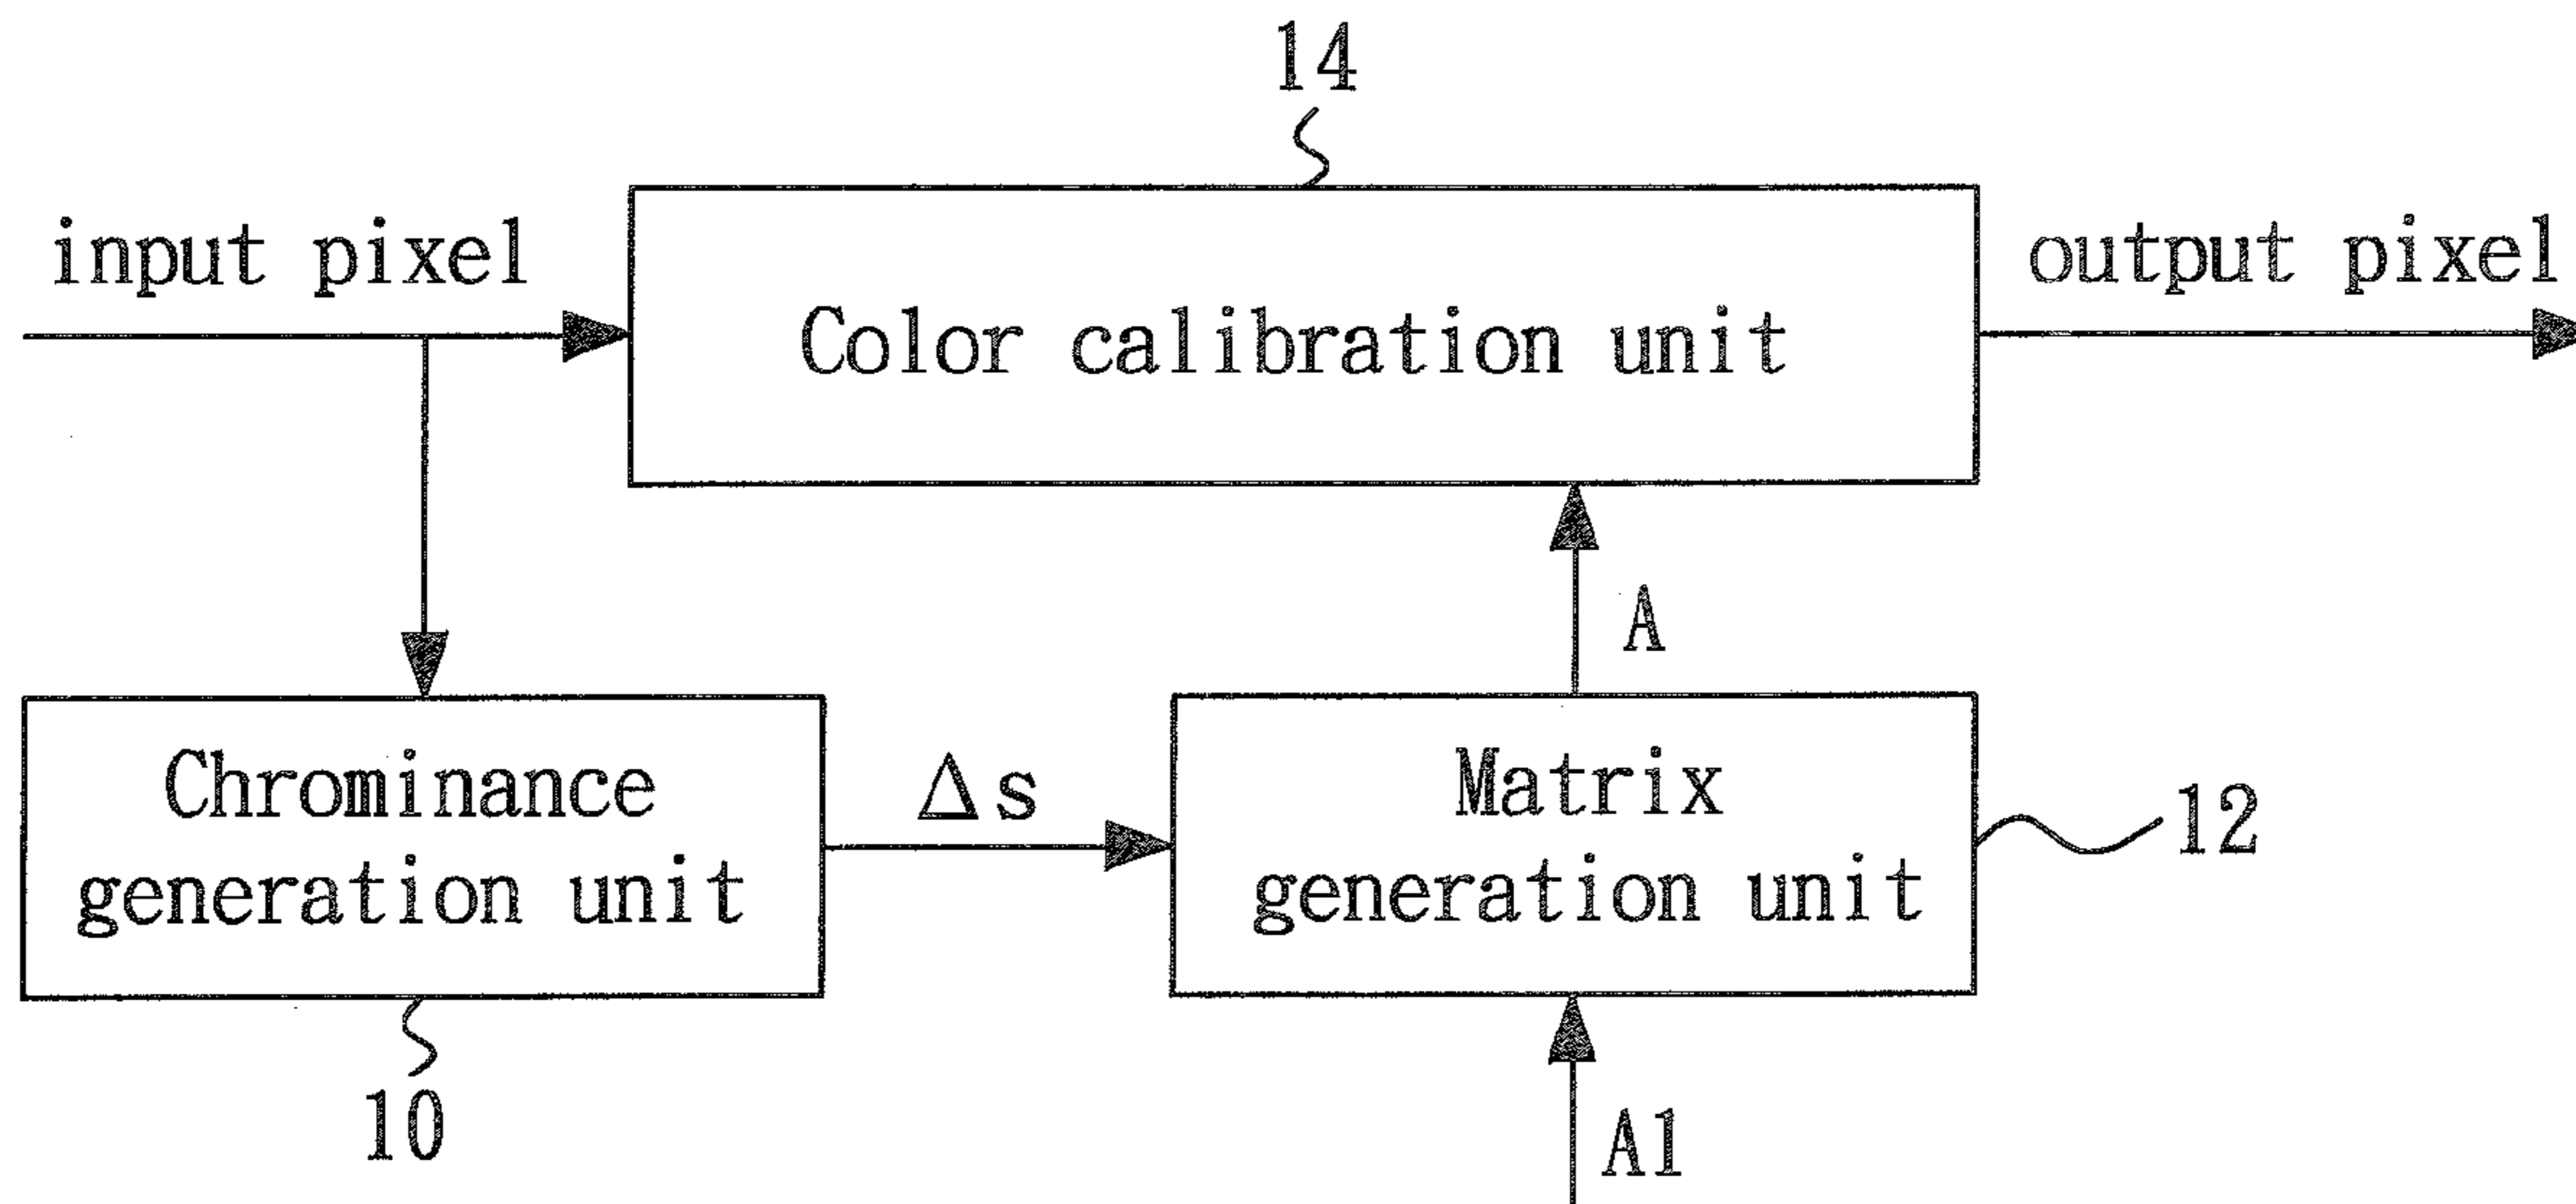 14
input pixel
Color calibration unit
output pixel
A
Chrominance
generation unit
Δs
Matrix
generation unit
12
10
A1